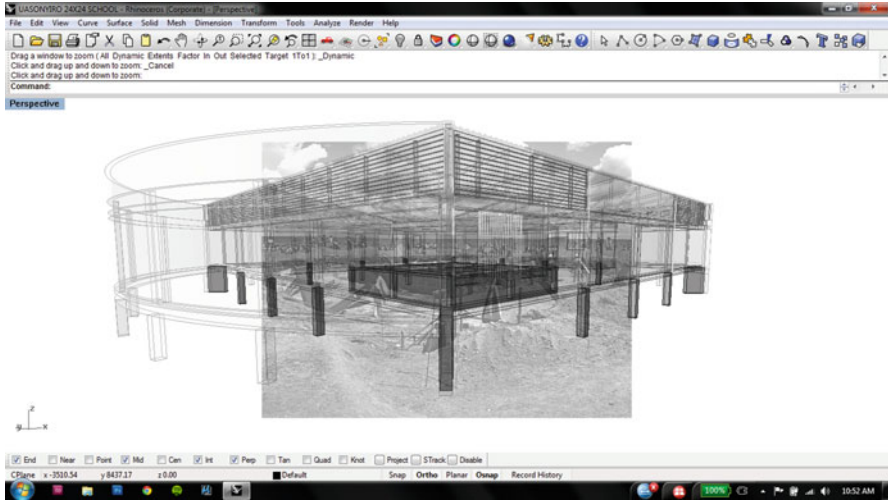 UASONYIRO 24X24 SCHOOL - Rhinoceros (Corporate) - [Perspective]
File Edit View Curve Surface Solid Mesh Dimension Transform Tools Analyze Render Help
Drag a window to zoom ( All Dynamic Extents Factor In Out Selected Target 1To1 ): _Dynamic
Click and drag up and down to zoom: _Cancel
Click and drag up and down to zoom:
Command:
Perspective
z
y x
End Near Point Mid Cen Int Perp Tan Quad Knot Project STrack Disable
CPlane x -3510.54 y 8437.17 z 0.00 Default Snap Ortho Planar Osnap Record History
100% 10:52 AM